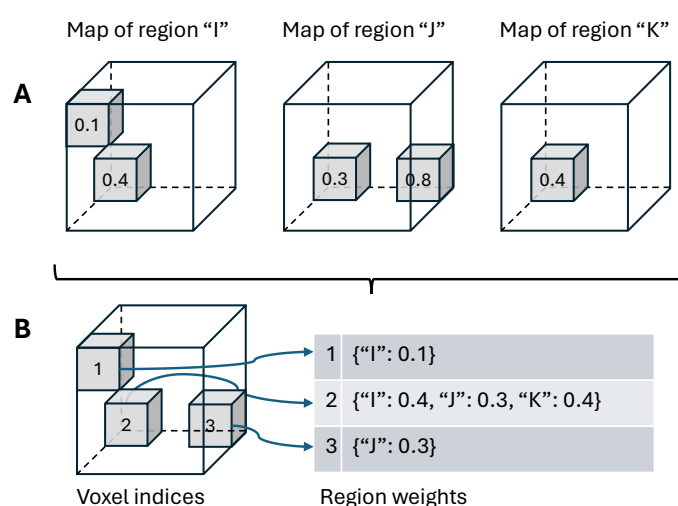 Map of region “I” Map of region “J” Map of region “K”
A
0.1
0.4 0.3 0.8 0.4
B
1 1 {“I”: 0.1}
2 3 2 {“I”: 0.4, “J”: 0.3, “K”: 0.4}
3 {“J”: 0.3}
Voxel indices Region weights